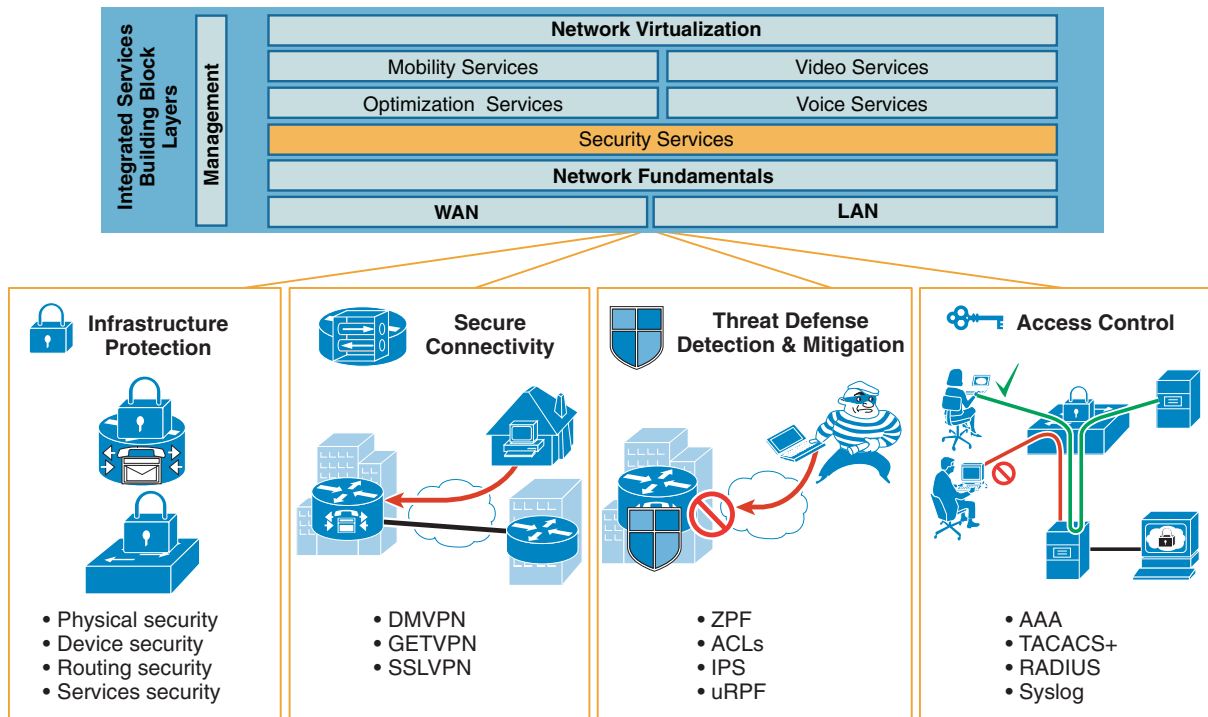 Integrated Services
Building Block
Layers
Management
Network Virtualization
Mobility Services
Video Services
Optimization Services
Voice Services
Security Services
Network Fundamentals
WAN
LAN
Infrastructure
Protection
• Physical security
• Device security
• Routing security
• Services security
Secure
Connectivity
• DMVPN
• GETVPN
• SSLVPN
Threat Defense
Detection & Mitigation
• ZPF
• ACLs
• IPS
• uRPF
Access Control
• AAA
• TACACS+
• RADIUS
• Syslog